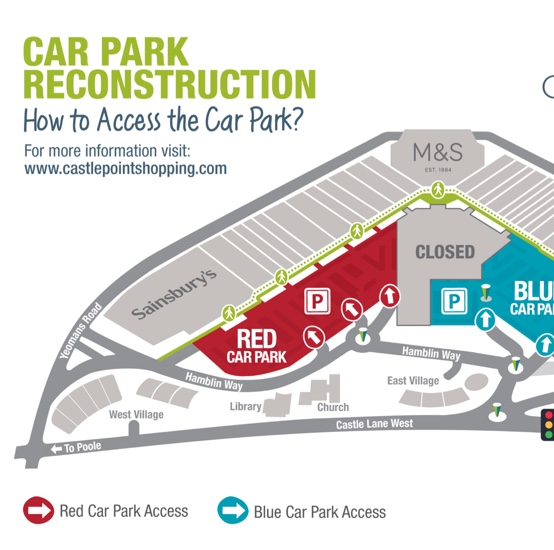 CAR PARK
RECONSTRUCTION
How to Access the Car Park?
For more information visit:
www.castlepointshopping.com
M&S
EST. 1884
CLOSED
Sainsbury's
P
P
BLU
CAR PA
RED
CAR PARK
Yeomans Road
Hamblin Way
Hamblin Way
East Village
West Village
Library
Church
Castle Lane West
To Poole
Red Car Park Access
Blue Car Park Access